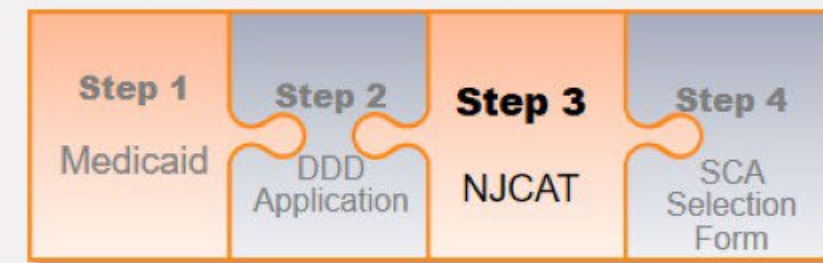 Step 1
Medicaid
Step 2
DDD
Application
Step 3
NJCAT
Step 4
SCA
Selection
Form